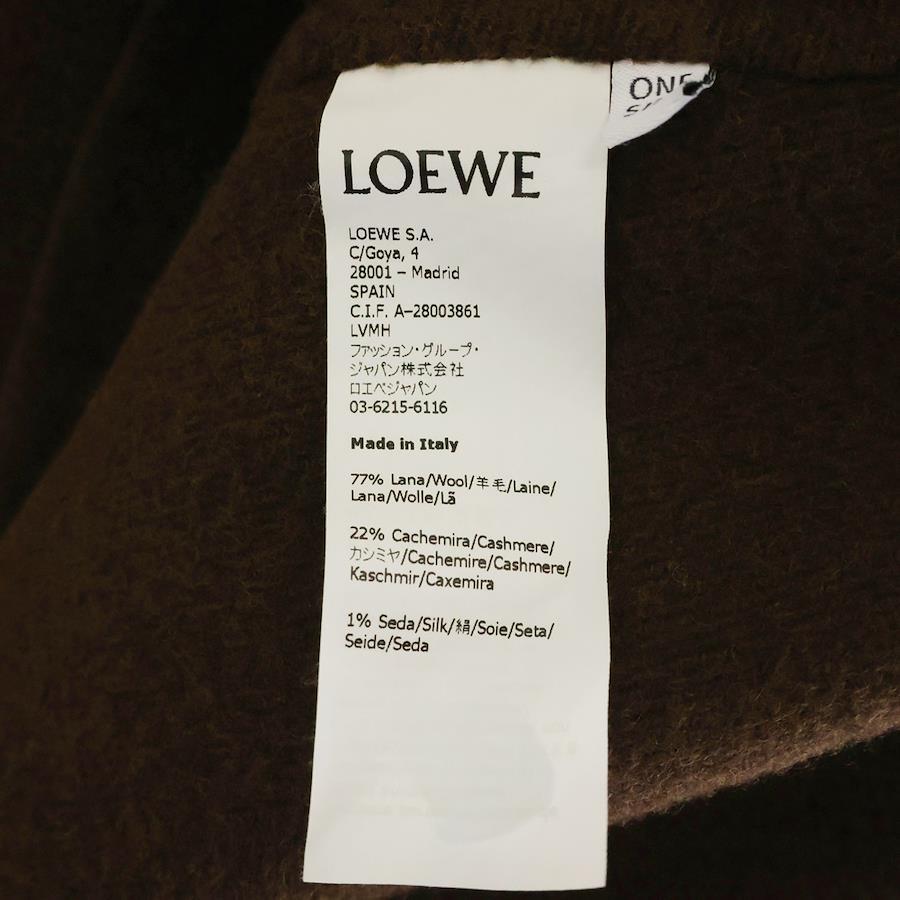 LOEWE
LOEWE S.A.
C/Goya, 4
28001 – Madrid
SPAIN
C.I.F. A–28003861
LVMH
ファッション・グループ・
ジャパン株式会社
ロエベジャパン
03-6215-6116
Made in Italy
77% Lana/Wool/羊毛/Laine/
Lana/Wolle/Lã
22% Cachemira/Cashmere/
カシミヤ/Cachemire/Cashmere/
Kaschmir/Caxemira
1% Seda/Silk/絹/Soie/Seta/
Seide/Seda